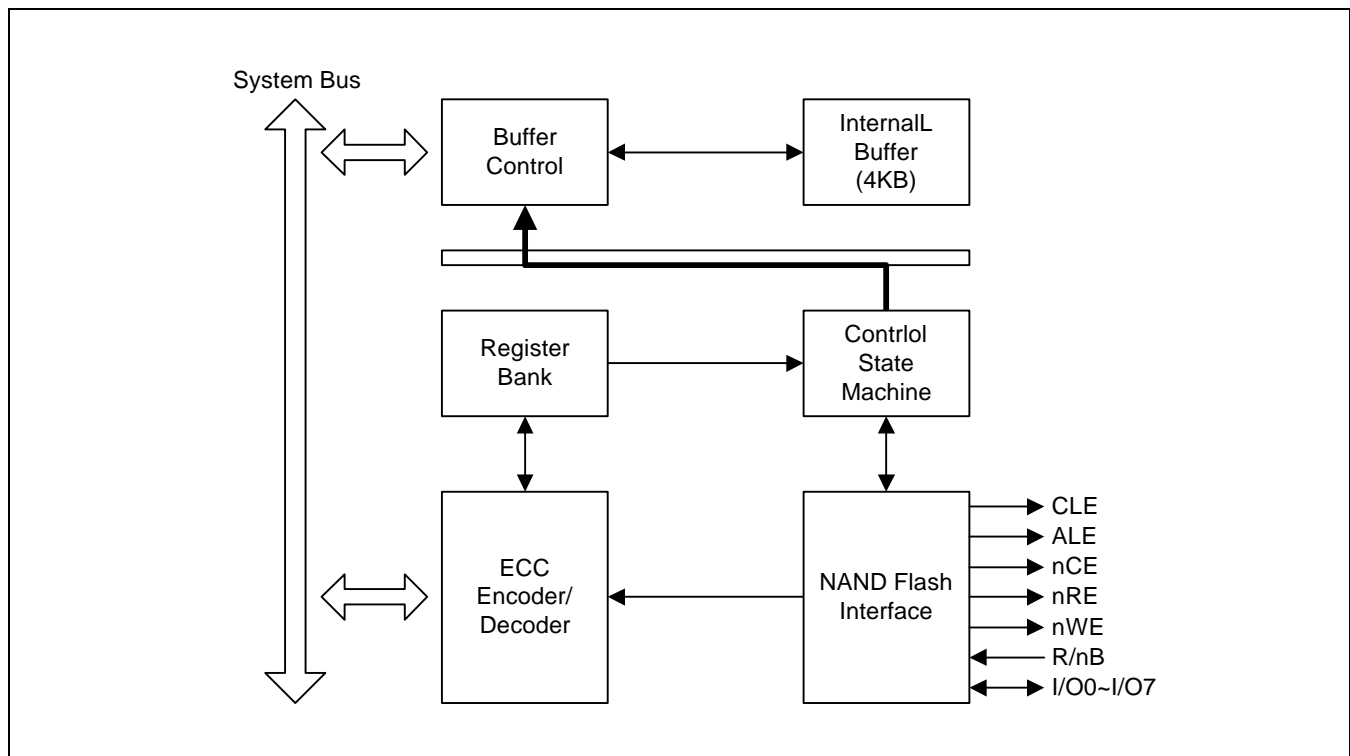 System Bus
Buffer
Control
InternalL
Buffer
(4KB)
Register
Bank
Contrlol
State
Machine
ECC
Encoder/
Decoder
NAND Flash
Interface
CLE
ALE
nCE
nRE
nWE
R/nB
I/O0~I/O7